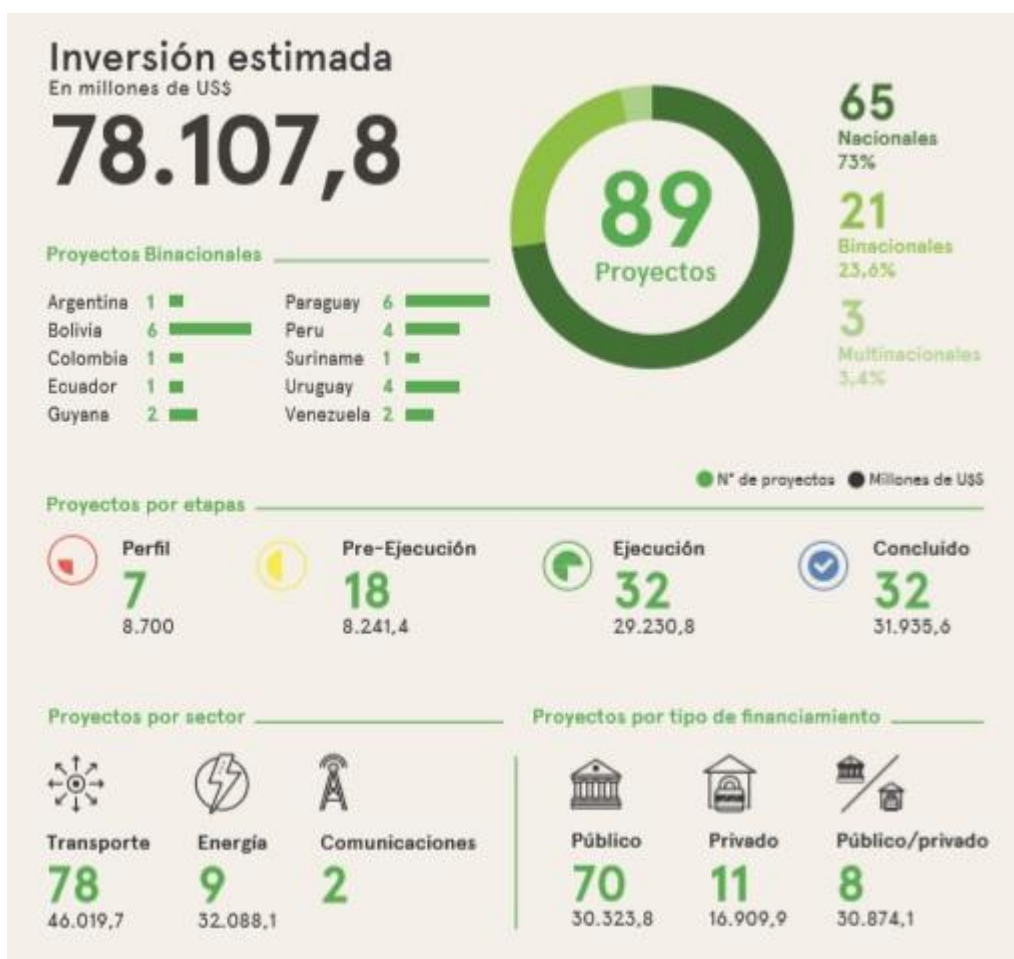 Inversión estimada
En millones de US$
78.107,8
89
Proyectos
65
Nacionales
73%
21
Binacionales
23,6%
3
Multinacionales
3,4%
Proyectos Binacionales
Argentina 1
Bolivia 6
Colombia 1
Ecuador 1
Guyana 2
Paraguay 6
Peru 4
Suriname 1
Uruguay 4
Venezuela 2
N° de proyectos Millones de U$S
Proyectos por etapas
Perfil
7
8.700
Pre-Ejecución
18
8.241,4
Ejecución
32
29.230,8
Concluído
32
31.935,6
Proyectos por sector
Transporte
78
46.019,7
Energía
9
32.088,1
Comunicaciones
2
Proyectos por tipo de financiamiento
Público
70
30.323,8
Privado
11
16.909,9
Público/privado
8
30.874,1